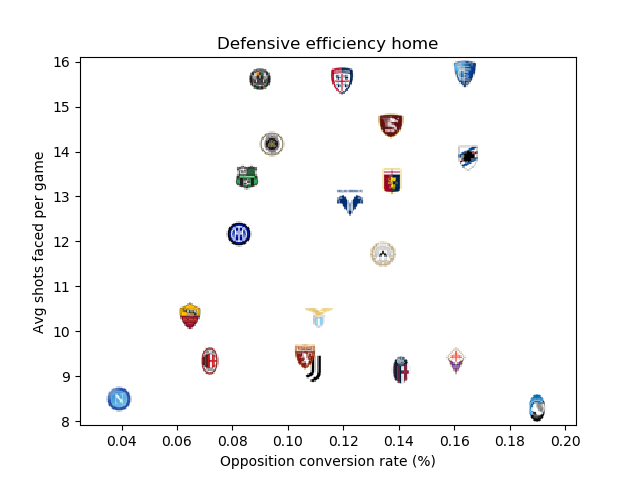 Defensive efficiency home
16
15
14
13
12
11
10
9
8
Avg shots faced per game
0.04 0.06 0.08 0.10 0.12 0.14 0.16 0.18 0.20
Opposition conversion rate (%)
N